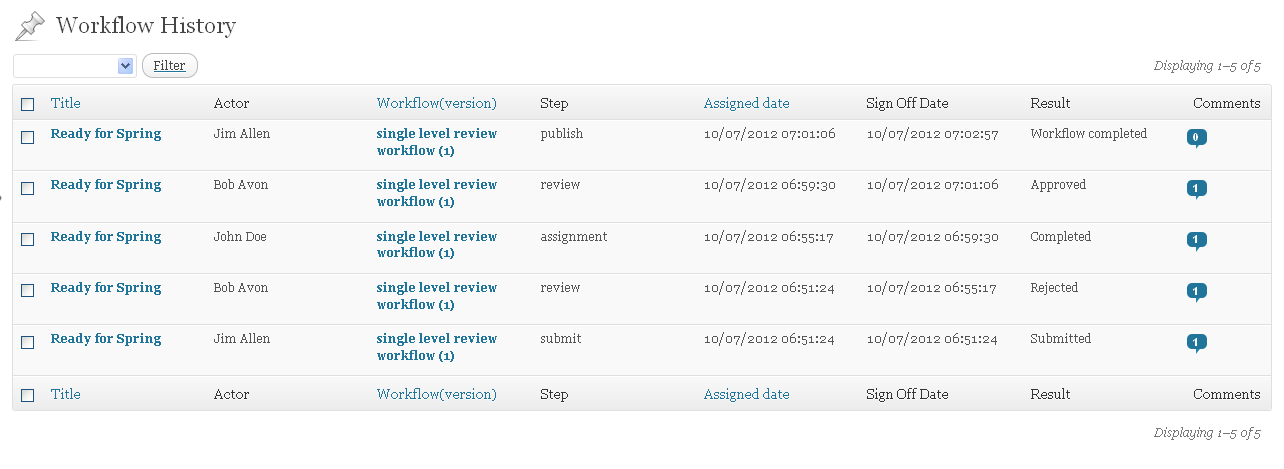 Workflow History
Filter
Displaying 1–5 of 5
Title Actor Workflow(version) Step Assigned date Sign Off Date Result Comments
Ready for Spring Jim Allen single level review publish 10/07/2012 07:01:06 10/07/2012 07:02:57 Workflow completed 0
workflow (1)
Ready for Spring Bob Avon single level review review 10/07/2012 06:59:30 10/07/2012 07:01:06 Approved 1
workflow (1)
Ready for Spring John Doe single level review assignment 10/07/2012 06:55:17 10/07/2012 06:59:30 Completed 1
workflow (1)
Ready for Spring Bob Avon single level review review 10/07/2012 06:51:24 10/07/2012 06:55:17 Rejected 1
workflow (1)
Ready for Spring Jim Allen single level review submit 10/07/2012 06:51:24 10/07/2012 06:51:24 Submitted 1
workflow (1)
Title Actor Workflow(version) Step Assigned date Sign Off Date Result Comments
Displaying 1–5 of 5